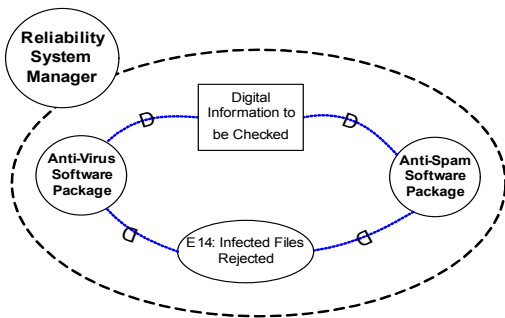 Reliability
System
Manager
Digital
Information to
be Checked
D
D
Anti-Virus
Software
Package
Anti-Spam
Software
Package
D
D
E14: Infected Files
Rejected